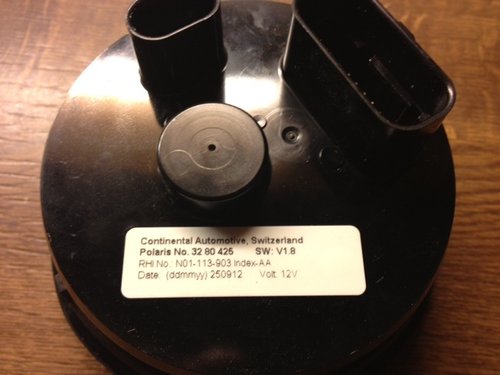 Continental Automotive, Switzerland
Polaris No. 32 80 425 SW: V1.8
RHI No. N01-113-903 Index-AA
Date: (ddmmyy) 250912 Volt: 12V